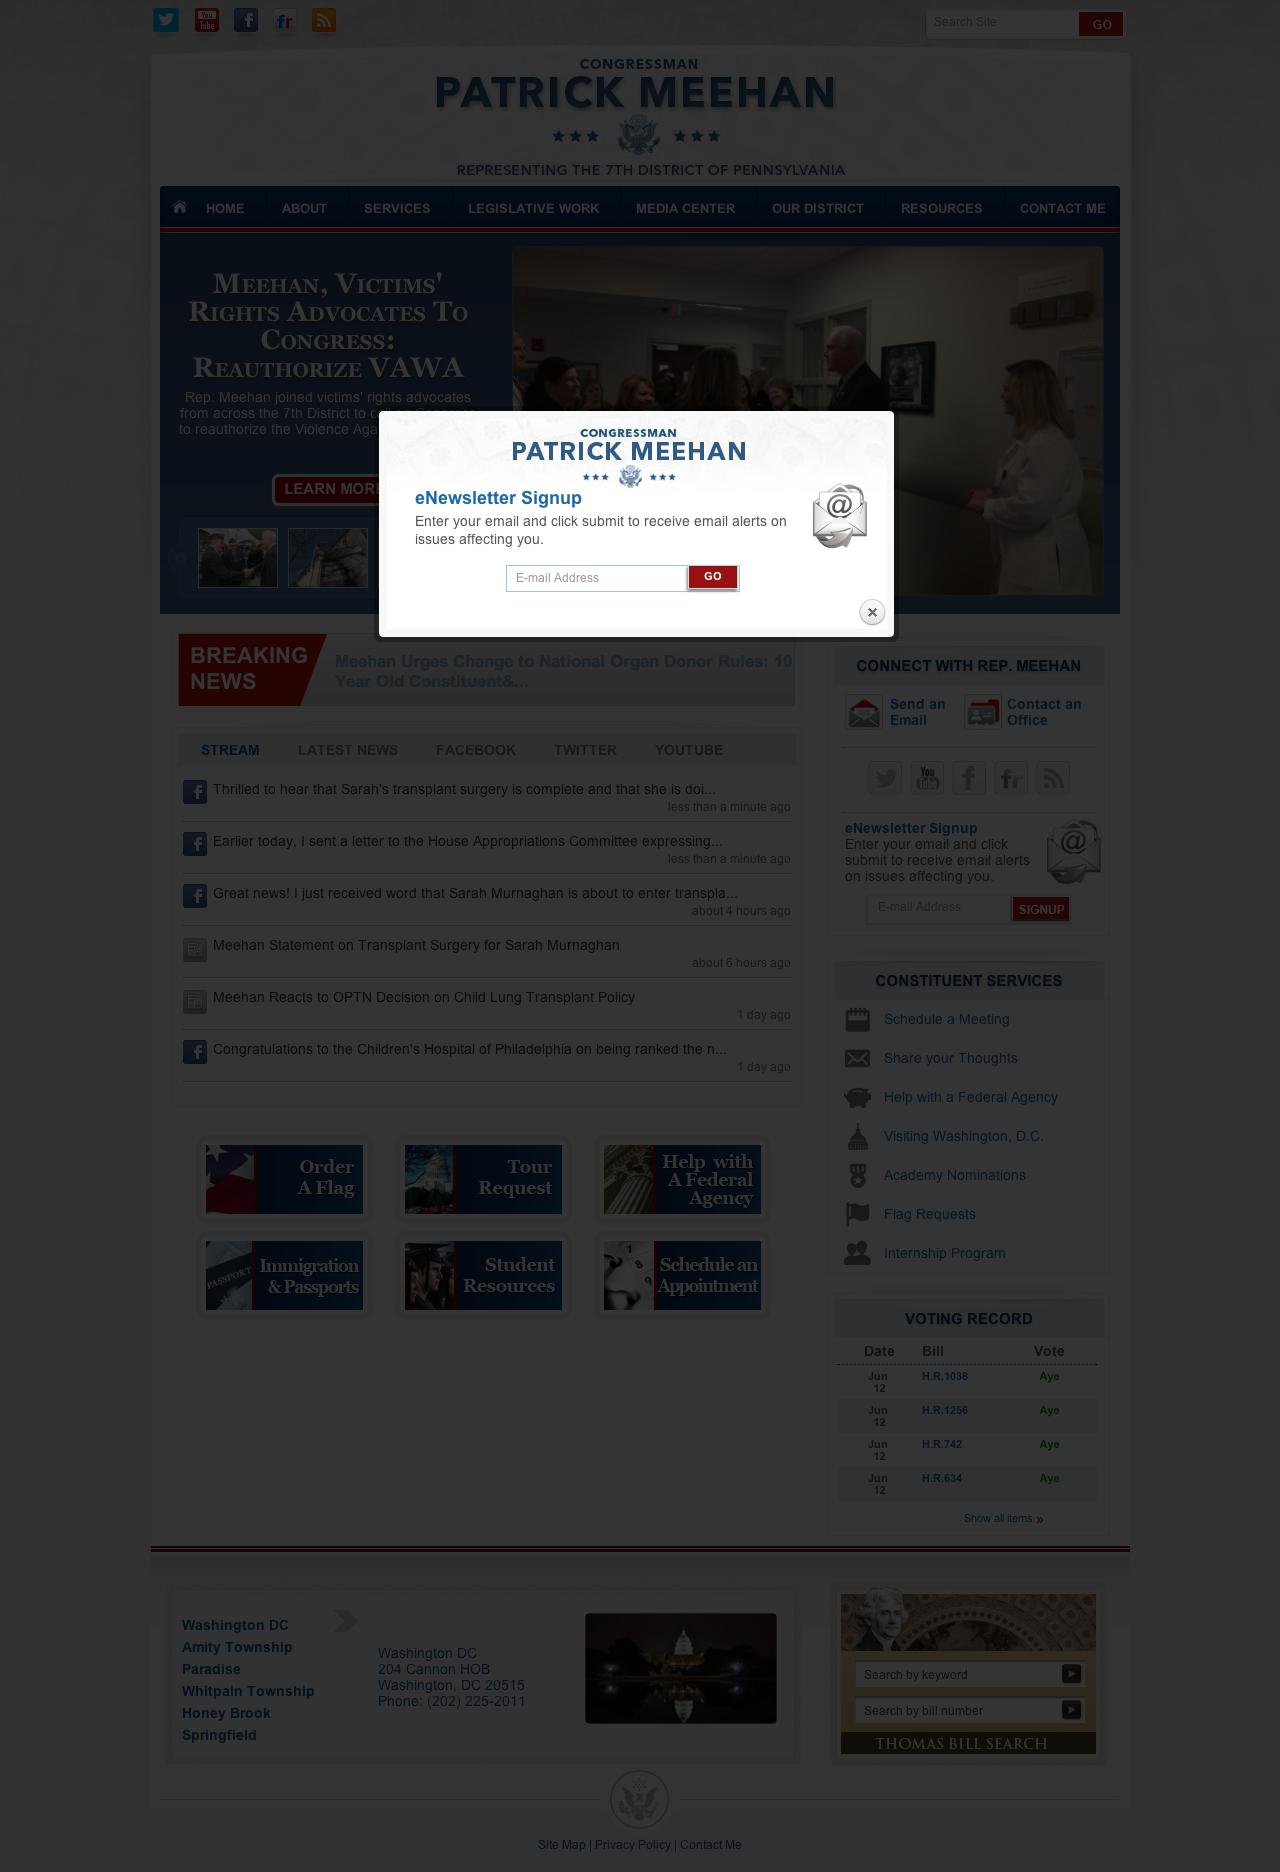 Search Site
GO
CONGRESSMAN
PATRICK MEEHAN
REPRESENTING THE 7TH DISTRICT OF PENNSYLVANIA
HOME ABOUT SERVICES LEGISLATIVE WORK MEDIA CENTER OUR DISTRICT RESOURCES CONTACT ME
MEEHAN, VICTIMS'
RIGHTS ADVOCATES TO
CONGRESS:
REAUTHORIZE VAWA
Rep. Meehan joined victims' rights advocates
from across the 7th District to
to reauthorize the Violence
LEARN MORE
CONGRESSMAN
PATRICK MEEHAN
eNewsletter Signup
Enter your email and click submit to receive email alerts on
issues affecting you.
E-mail Address
GO
BREAKING
NEWS
Meehan Urges Change to National Organ Donor Rules: 10
Year Old Constituent&...
STREAM LATEST NEWS FACEBOOK TWITTER YOUTUBE
Thrilled to hear that Sarah's transplant surgery is complete and that she is doi...
less than a minute ago
Earlier today, I sent a letter to the House Appropriations Committee expressing...
less than a minute ago
Great news! I just received word that Sarah Murnaghan is about to enter transpla...
about 4 hours ago
Meehan Statement on Transplant Surgery for Sarah Murnaghan
about 6 hours ago
Meehan Reacts to OPTN Decision on Child Lung Transplant Policy
1 day ago
Congratulations to the Children's Hospital of Philadelphia on being ranked the n...
1 day ago
Order
A Flag
Tour
Request
Help with
A Federal
Agency
PASSPORT
Immigration
& Passports
Student
Resources
Schedule an
Appointment
CONNECT WITH REP. MEEHAN
Send an
Email
Contact an
Office
You
Tube
eNewsletter Signup
Enter your email and click
submit to receive email alerts
on issues affecting you.
E-mail Address
SIGNUP
CONSTITUENT SERVICES
Schedule a Meeting
Share your Thoughts
Help with a Federal Agency
Visiting Washington, D.C.
Academy Nominations
Flag Requests
Internship Program
VOTING RECORD
Date Bill Vote
Jun
12
H.R.1038 Aye
Jun
12
H.R.1256 Aye
Jun
12
H.R.742 Aye
Jun
12
H.R.634 Aye
Show all items »
Washington DC
Amity Township
Paradise
Whitpain Township
Honey Brook
Springfield
Washington DC
204 Cannon HOB
Washington, DC 20515
Phone: (202) 225-2011
Search by keyword
Search by bill number
THOMAS BILL SEARCH
Site Map | Privacy Policy | Contact Me